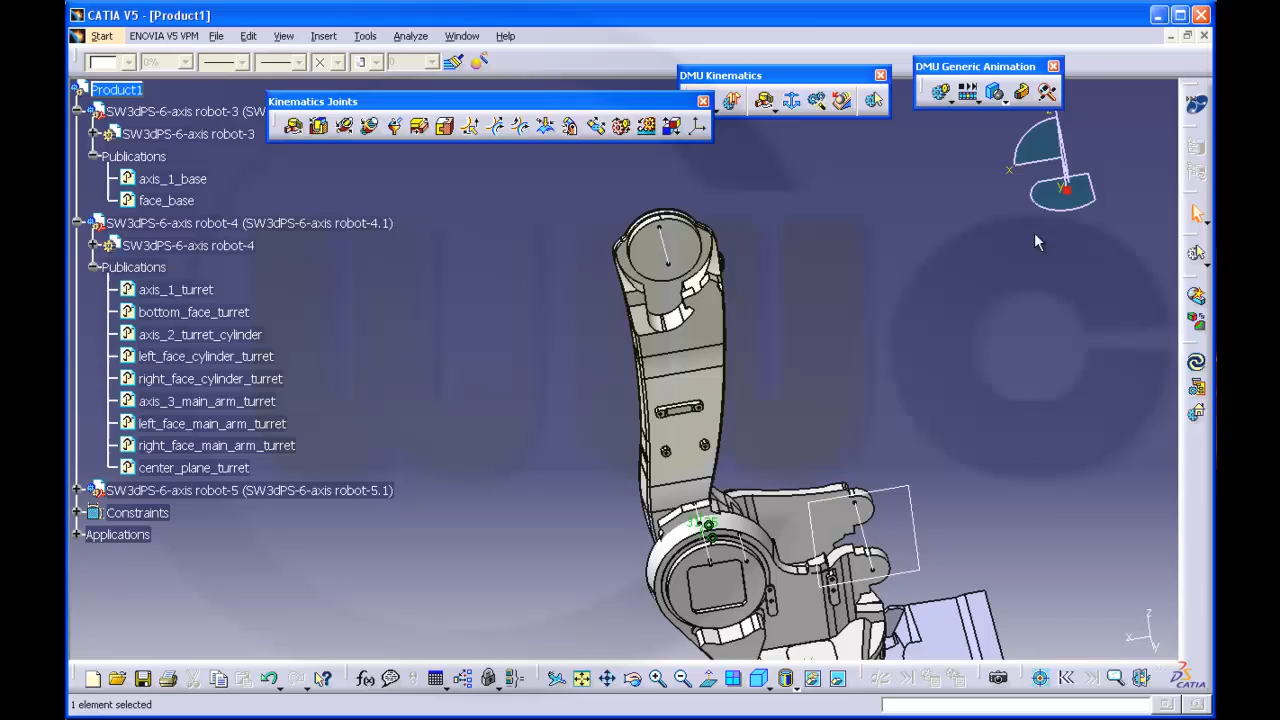 CATIA V5 - [Product1]
Start ENOVIA V5 VPM File Edit View Insert Tools Analyze Window Help
0% 0
DMU Kinematics
DMU Generic Animation
Kinematics Joints
Product1
SW3dPS-6-axis robot-3 (SW
SW3dPS-6-axis robot-3
Publications
axis_1_base
face_base
SW3dPS-6-axis robot-4 (SW3dPS-6-axis robot-4.1)
SW3dPS-6-axis robot-4
Publications
axis_1_turret
bottom_face_turret
axis_2_turret_cylinder
left_face_cylinder_turret
right_face_cylinder_turret
axis_3_main_arm_turret
left_face_main_arm_turret
right_face_main_arm_turret
center_plane_turret
SW3dPS-6-axis robot-5 (SW3dPS-6-axis robot-5.1)
Constraints
Applications
x
y
z
x
y
CATIA
1 element selected